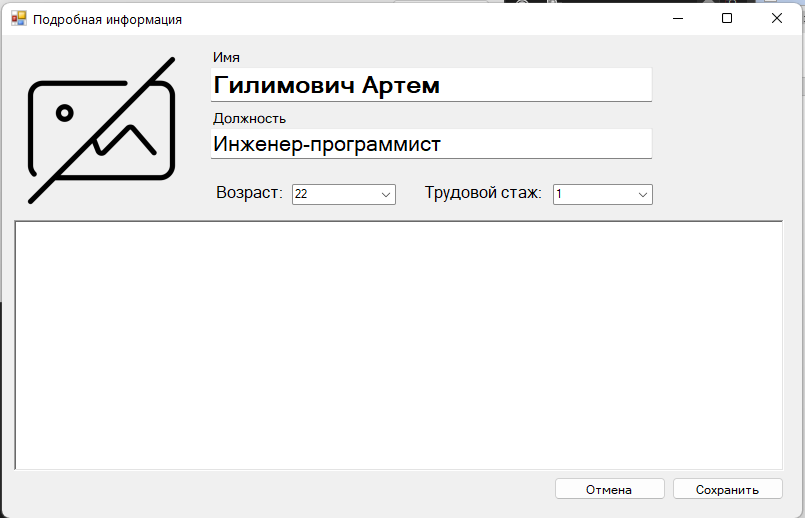 Подробная информация
Имя
Гилимович Артем
Должность
Инженер-программист
Возраст: 22 Трудовой стаж: 1
Отмена Сохранить